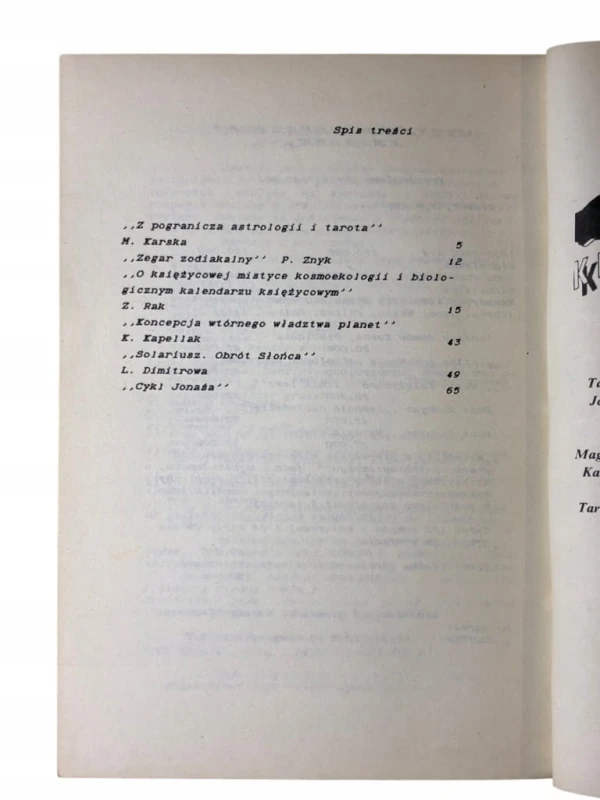 Spis treści
,,Z pogranicza astrologii i tarota''
M. Karska 5
,,Zegar zodiakalny'' P. Znyk 12
,,O księżycowej mistyce kosmoekologii i biolo-
gicznym kalendarzu księżycowym''
Z. Rak 15
,,Koncepcja wtórnego władztwa planet''
K. Kapellak 43
,,Solariusz. Obrót Słońca''
L. Dimitrowa 49
,,Cykl Jonaša'' 65